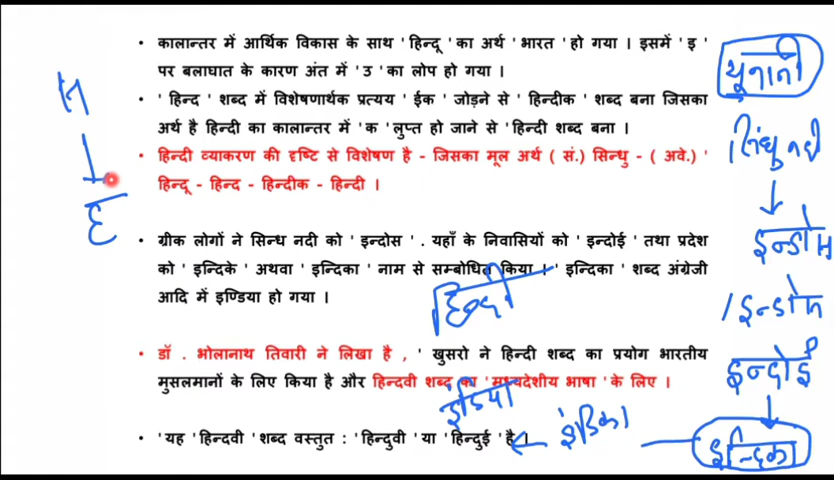 • कालान्तर में आर्थिक विकास के साथ ' हिन्दू ' का अर्थ ' भारत ' हो गया । इसमें ' इ '
पर बलाघात के कारण अंत में ' उ ' का लोप हो गया ।
• ' हिन्द ' शब्द में विशेषणार्थक प्रत्यय ' ईक ' जोड़ने से ' हिन्दीक ' शब्द बना जिसका
अर्थ है हिन्दी का कालान्तर में ' क ' लुप्त हो जाने से ' हिन्दी शब्द बना ।
• हिन्दी व्याकरण की दृष्टि से विशेषण है - जिसका मूल अर्थ ( सं.) सिन्धु - ( अवे.) '
हिन्दू - हिन्द - हिन्दीक - हिन्दी ।
• ग्रीक लोगों ने सिन्ध नदी को ' इन्दोस ' . यहाँ के निवासियों को ' इन्दोई ' तथा प्रदेश
को ' इन्दिके ' अथवा ' इन्दिका ' नाम से सम्बोधित किया । ' इन्दिका ' शब्द अंग्रेजी
आदि में इण्डिया हो गया ।
• डॉ . भोलानाथ तिवारी ने लिखा है , ' खुसरो ने हिन्दी शब्द का प्रयोग भारतीय
मुसलमानों के लिए किया है और हिन्दवी शब्द का ' मध्यदेशीय भाषा ' के लिए ।
• ' यह ' हिन्दवी ' शब्द वस्तुत : ' हिन्दुवी ' या ' हिन्दुई ' है ।
स
ह
हिन्दी
इंडिया
इंडिका
यूनानी
सिंधु नदी
इन्डोस
इन्दोई
इन्दिका